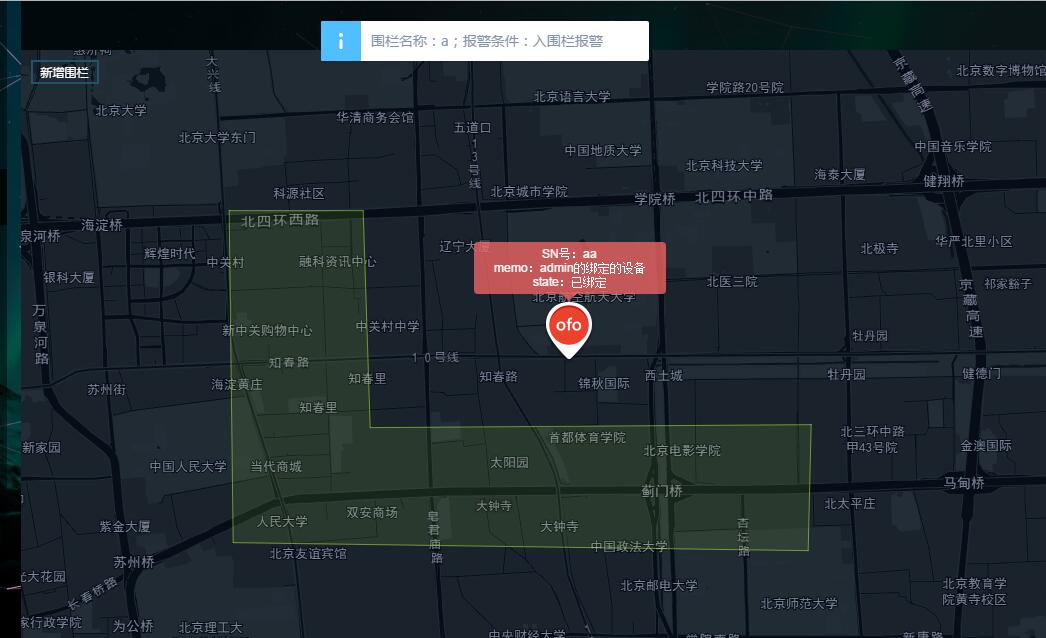 围栏名称：a；报警条件：入围栏报警
新增围栏
大兴线
京藏高速
北京数字博物馆
学院路20号院
北京语言大学
北京大学
华清商务会馆
五道口
北京大学东门
13号线
中国地质大学
中国音乐学院
北京科技大学
海泰大厦
健翔桥
科源社区
北京城市学院
学院桥
北四环中路
北四环西路
海淀桥
泉河桥
辽宁大厦
华严北里小区
北极寺
辉煌时代
中关村
融科资讯中心
SN号：aa
memo：admin的绑定的设备
state：已绑定
银科大厦
北医三院
京藏高速
祁家豁子
北京航空航天大学
万泉河路
ofo
新中关购物中心
中关村中学
牡丹园
10号线
知春路
知春里
知春路
锦秋国际
西土城
牡丹园
健德门
苏州街
海淀黄庄
知春里
首都体育学院
北三环中路
甲43号院
新家园
北京电影学院
金澳国际
中国人民大学
当代商城
太阳园
蓟门桥
马甸桥
大钟寺
北太平庄
双安商场
皂君庙路
人民大学
大钟寺
杏坛路
紫金大厦
北京友谊宾馆
中国政法大学
苏州桥
光大花园
北京邮电大学
北京教育学
院黄寺校区
长春桥路
北京师范大学
家行政学院
为公桥
北京理工大
中央财经大学
学院南路
新康路